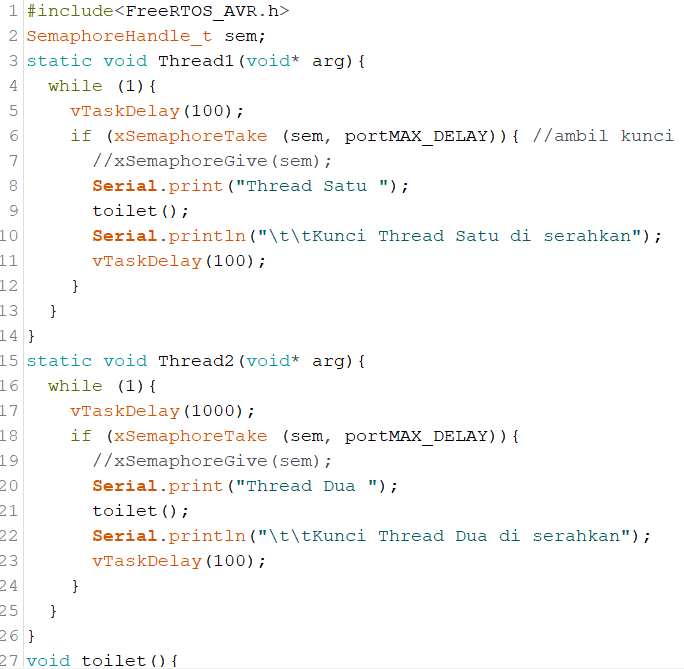 1 #include<FreeRTOS_AVR.h>
2 SemaphoreHandle_t sem;
3 static void Thread1(void* arg){
4   while (1){
5     vTaskDelay(100);
6     if (xSemaphoreTake (sem, portMAX_DELAY)){ //ambil kunci
7       //xSemaphoreGive(sem);
8       Serial.print("Thread Satu ");
9       toilet();
10       Serial.println("\t\tKunci Thread Satu di serahkan");
11       vTaskDelay(100);
12     }
13   }
14 }
15 static void Thread2(void* arg){
16   while (1){
17     vTaskDelay(1000);
18     if (xSemaphoreTake (sem, portMAX_DELAY)){
19       //xSemaphoreGive(sem);
20       Serial.print("Thread Dua ");
21       toilet();
22       Serial.println("\t\tKunci Thread Dua di serahkan");
23       vTaskDelay(100);
24     }
25   }
26 }
27 void toilet(){